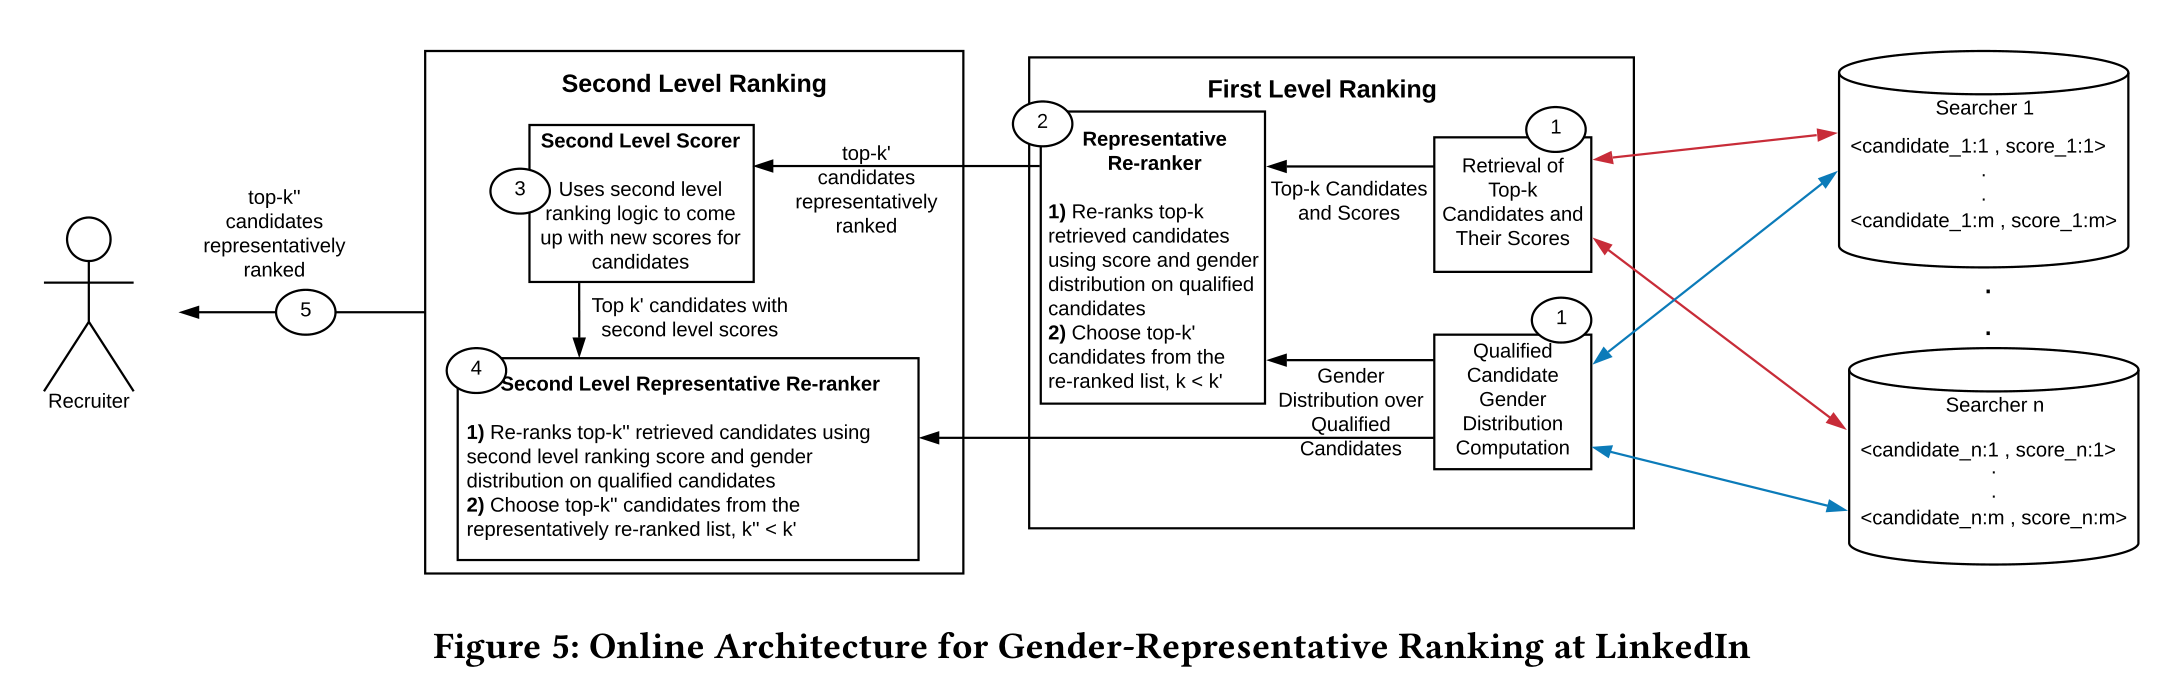 Second Level Ranking
First Level Ranking
Searcher 1
<candidate_1:1 , score_1:1>
.
.
<candidate_1:m , score_1:m>
.
.
Searcher n
<candidate_n:1 , score_n:1>
.
.
<candidate_n:m , score_n:m>
1
Retrieval of
Top-k
Candidates and
Their Scores
1
Qualified
Candidate
Gender
Distribution
Computation
Top-k Candidates
and Scores
Gender
Distribution over
Qualified
Candidates
2
Representative
Re-ranker
1) Re-ranks top-k
retrieved candidates
using score and gender
distribution on qualified
candidates
2) Choose top-k'
candidates from the
re-ranked list, k < k'
top-k'
candidates
representatively
ranked
3
Second Level Scorer
Uses second level
ranking logic to come
up with new scores for
candidates
Top k' candidates with
second level scores
4
Second Level Representative Re-ranker
1) Re-ranks top-k'' retrieved candidates using
second level ranking score and gender
distribution on qualified candidates
2) Choose top-k'' candidates from the
representatively re-ranked list, k'' < k'
5
top-k''
candidates
representatively
ranked
Recruiter
Figure 5: Online Architecture for Gender-Representative Ranking at LinkedIn